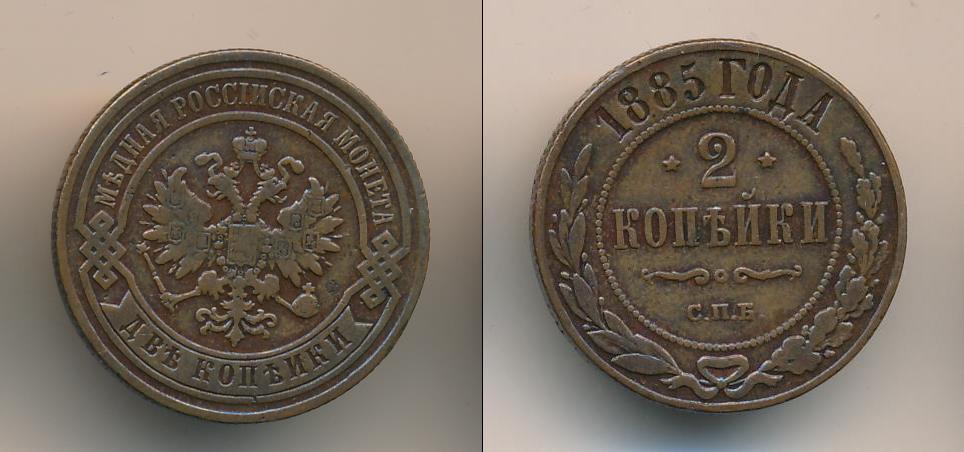 МѢДНАЯ РОССІЙСКАЯ МОНЕТА
ДВѢ КОПѢЙКИ
1885 ГОДА
2
КОПѢЙКИ
С.П.Б.